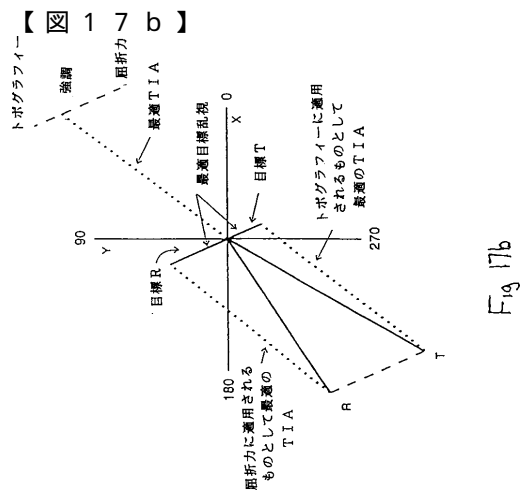 【図17b】
トポグラフィー
強調
屈折力
最適TIA
最適目標乱視
0
X
90
Y
目標R
目標T
トポグラフィーに適用
されるものとして
最適のTIA
270
180
屈折力に適用される
ものとして最適の
TIA
R
T
Fig 17b